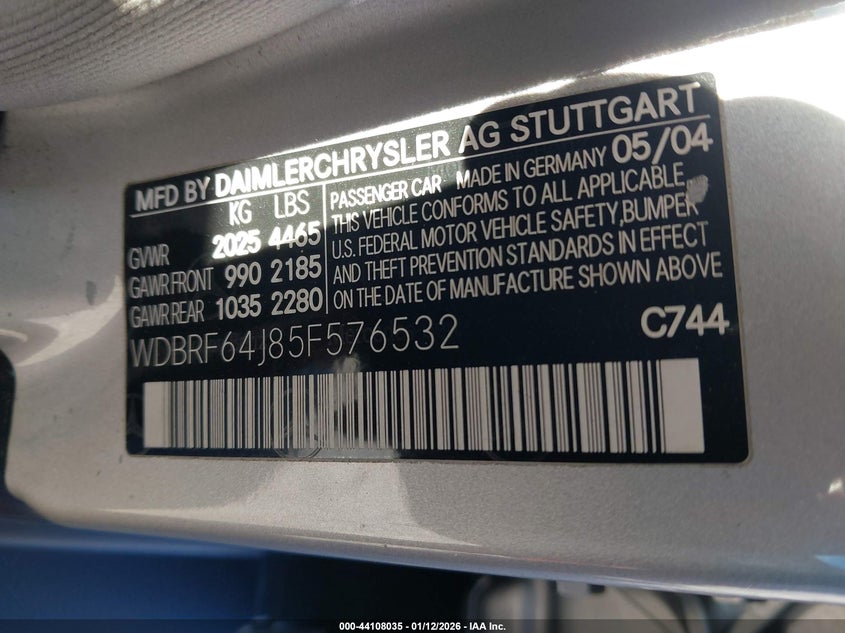 MFD BY DAIMLERCHRYSLER AG STUTTGART
KG LBS
GVWR 2025 4465
GAWR FRONT 990 2185
GAWR REAR 1035 2280
PASSENGER CAR MADE IN GERMANY 05/04
THIS VEHICLE CONFORMS TO ALL APPLICABLE
U.S. FEDERAL MOTOR VEHICLE SAFETY,BUMPER
AND THEFT PREVENTION STANDARDS IN EFFECT
ON THE DATE OF MANUFACTURE SHOWN ABOVE
WDBRF64J85F576532
C744
000-44108035 - 01/12/2026 - IAA Inc.